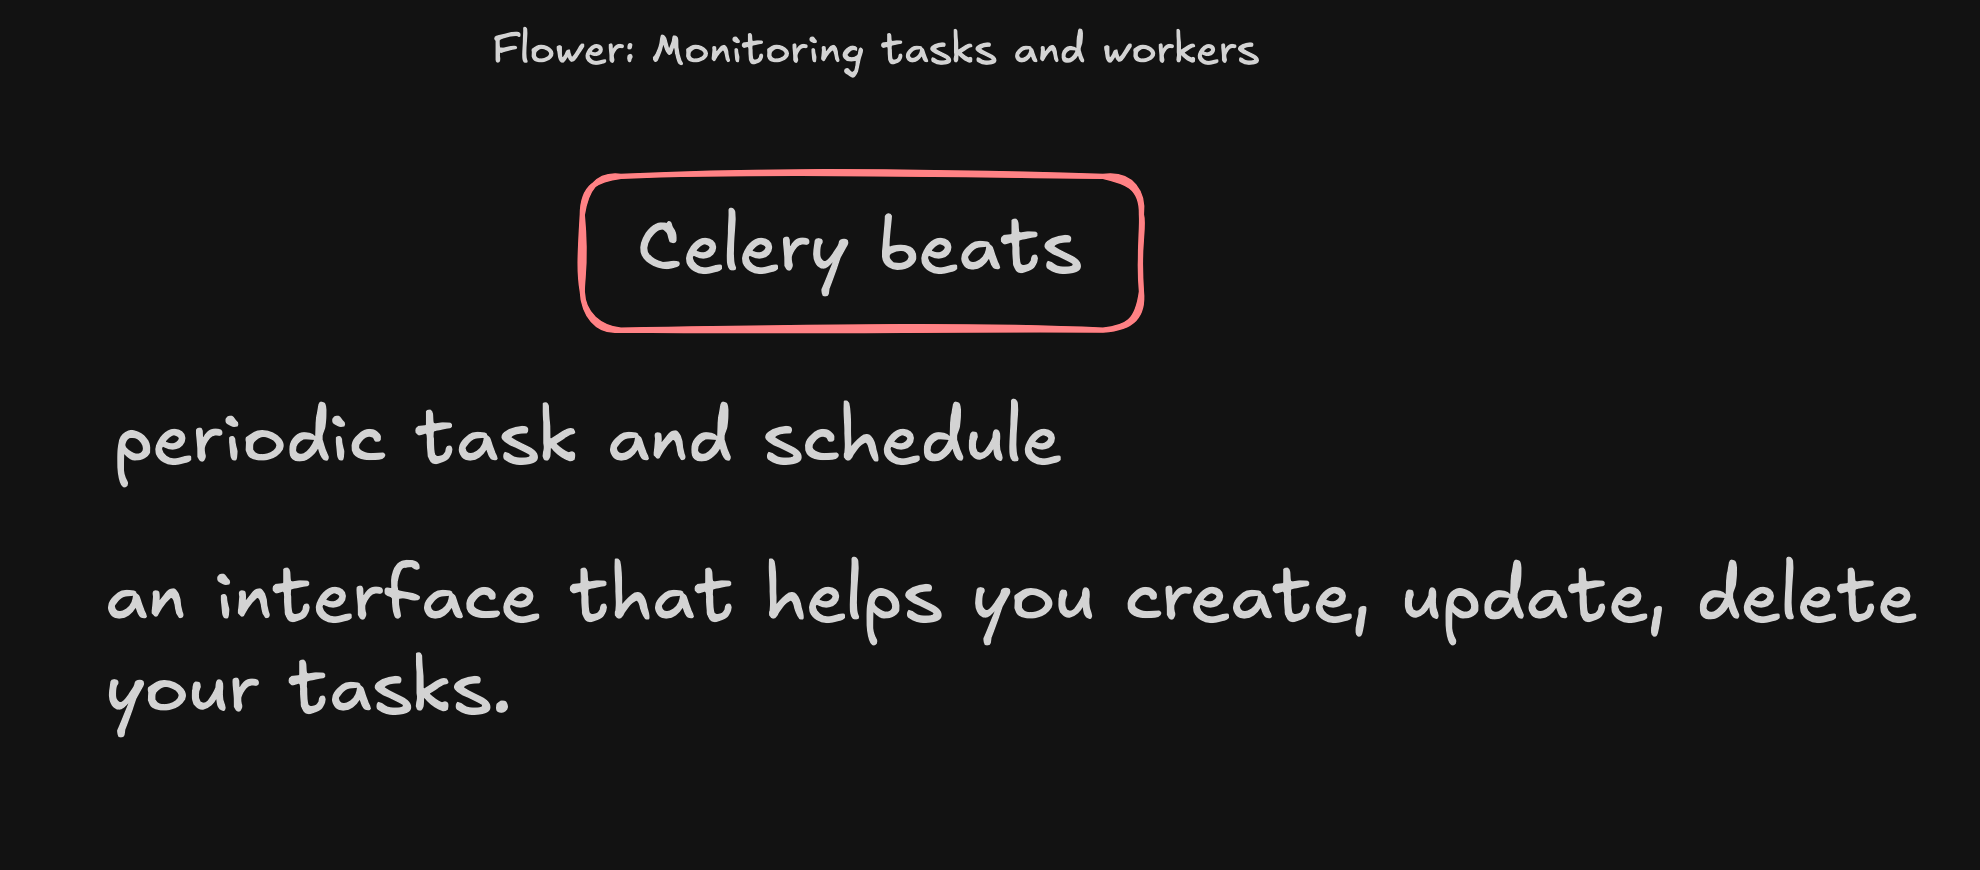 Flower: Monitoring tasks and workers
Celery beats
periodic task and schedule
an interface that helps you create, update, delete
your tasks.